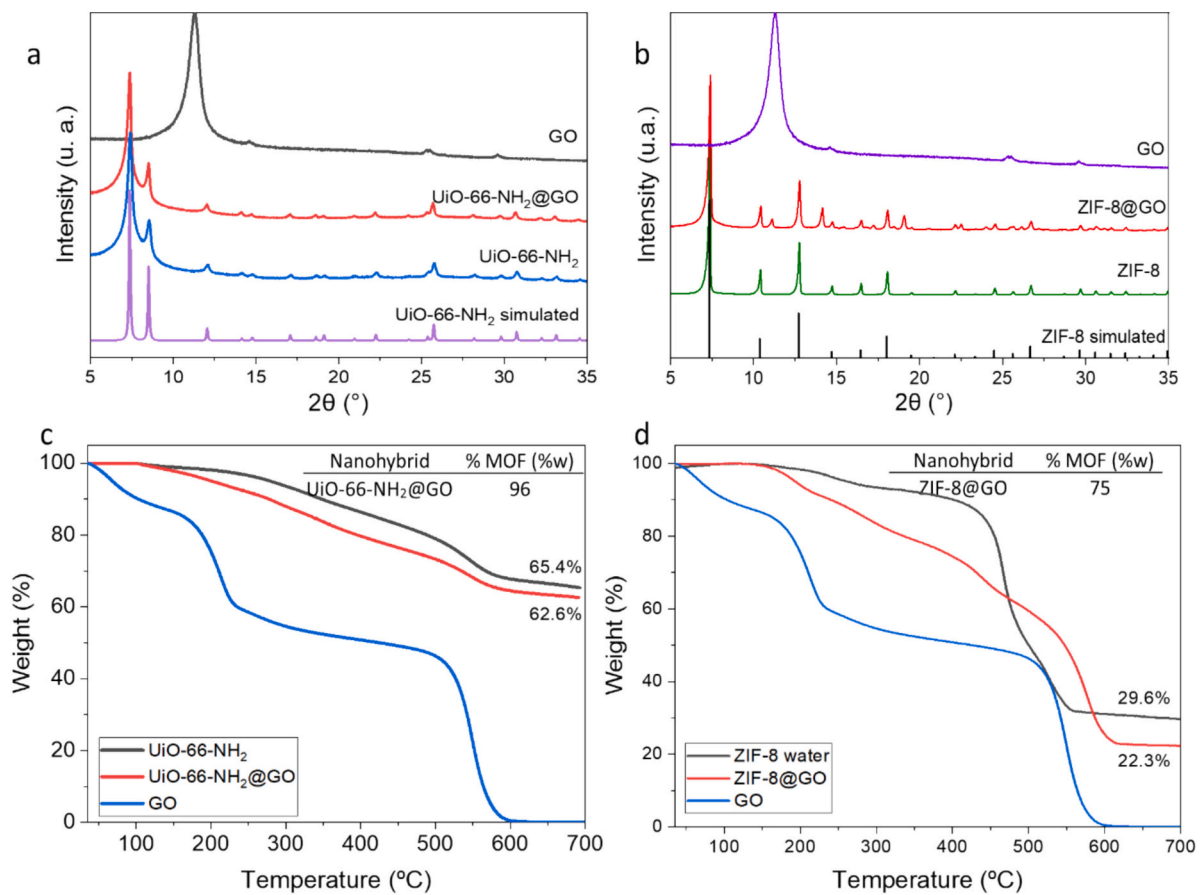 a
Intensity (u. a.)
GO
UiO-66-NH₂@GO
UiO-66-NH₂
UiO-66-NH₂ simulated
5 10 15 20 25 30 35
2θ (°)
b
Intensity (u.a.)
GO
ZIF-8@GO
ZIF-8
ZIF-8 simulated
5 10 15 20 25 30 35
2θ (°)
c
Nanohybrid % MOF (%w)
UiO-66-NH₂@GO 96
100
80
60
40
20
0
Weight (%)
65.4%
62.6%
UiO-66-NH₂
UiO-66-NH₂@GO
GO
100 200 300 400 500 600 700
Temperature (ºC)
d
Nanohybrid % MOF (%w)
ZIF-8@GO 75
100
80
60
40
20
0
Weight (%)
29.6%
22.3%
ZIF-8 water
ZIF-8@GO
GO
100 200 300 400 500 600 700
Temperature (ºC)